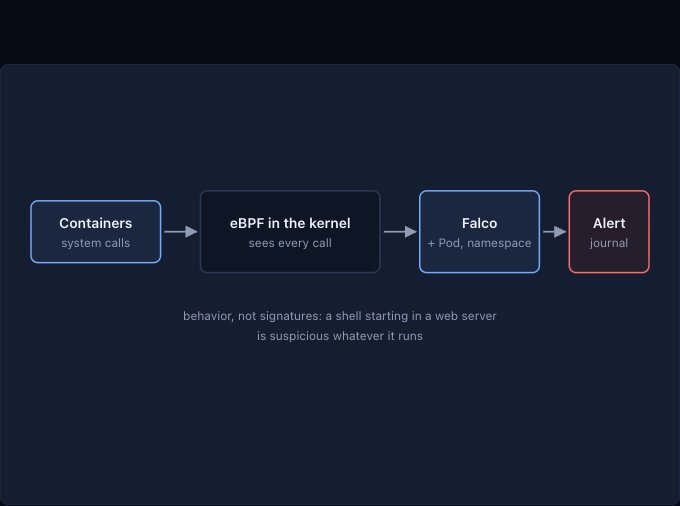 Containers
system calls
eBPF in the kernel
sees every call
Falco
+ Pod, namespace
Alert
journal
behavior, not signatures: a shell starting in a web server
is suspicious whatever it runs